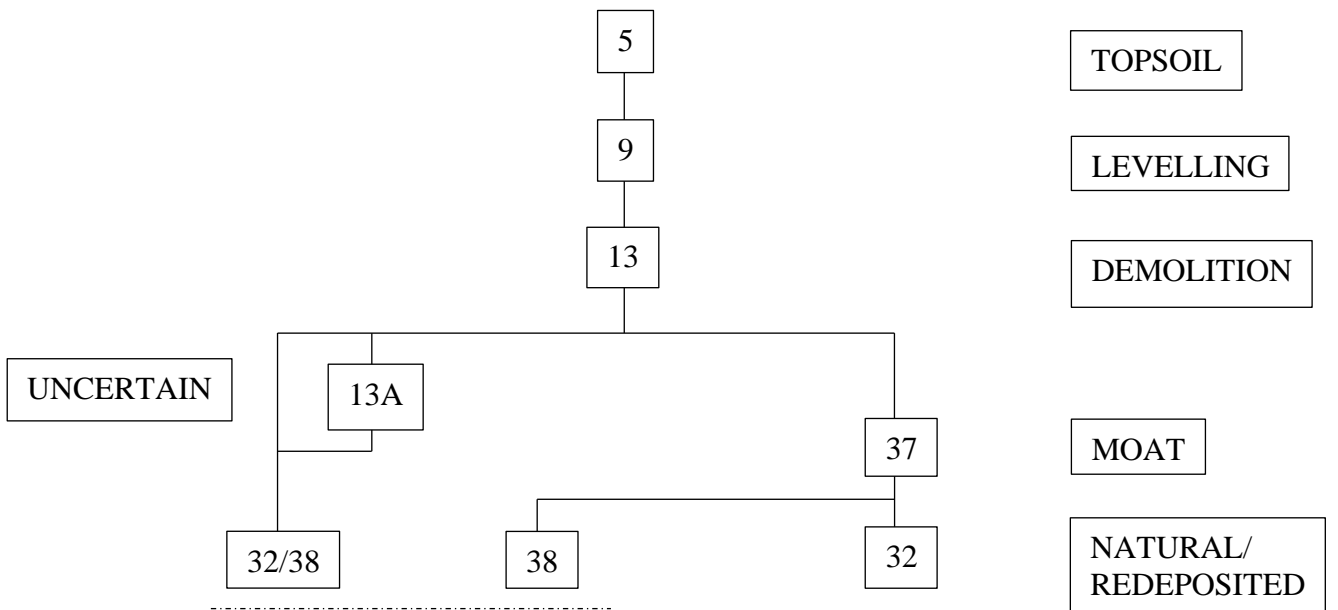 5
TOPSOIL
9
LEVELLING
13
DEMOLITION
UNCERTAIN
13A
37
MOAT
32/38
38
32
NATURAL/
REDEPOSITED